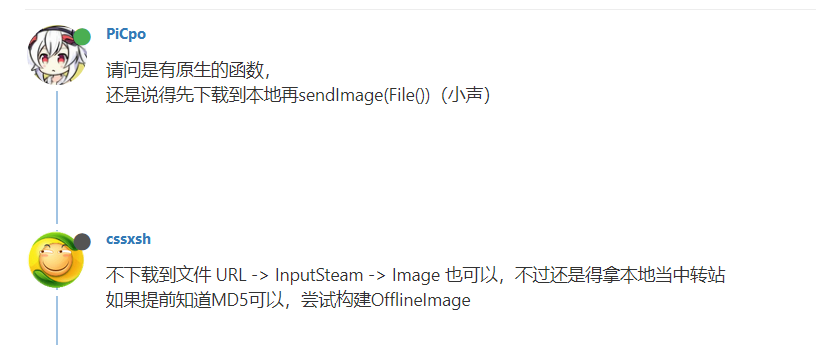 PiCpo
请问是有原生的函数，
还是说得先下载到本地再sendImage(File())（小声）
cssxsh
不下载到文件 URL -> InputSteam -> Image 也可以，不过还是得拿本地当中转站
如果提前知道MD5可以，尝试构建OfflineImage